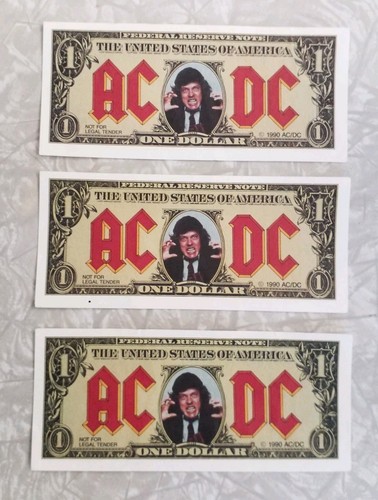 FEDERAL RESERVE NOTE
1 THE UNITED STATES OF AMERICA 1
AC DC
NOT FOR
LEGAL TENDER
© 1990 AC/DC
1 ONE DOLLAR 1
FEDERAL RESERVE NOTE
1 THE UNITED STATES OF AMERICA 1
AC DC
NOT FOR
LEGAL TENDER
© 1990 AC/DC
1 ONE DOLLAR 1
FEDERAL RESERVE NOTE
1 THE UNITED STATES OF AMERICA 1
AC DC
NOT FOR
LEGAL TENDER
© 1990 AC/DC
1 ONE DOLLAR 1